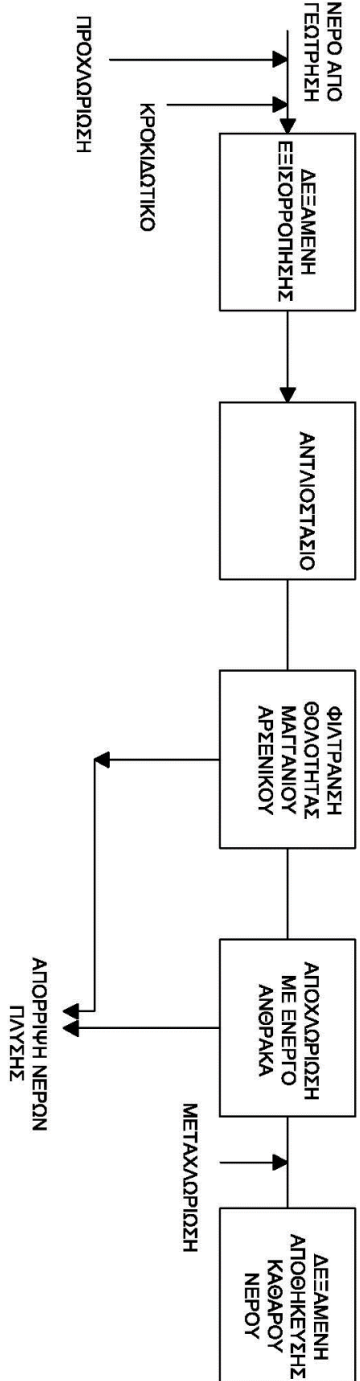 ΝΕΡΟ ΑΠΟ
ΓΕΩΤΡΗΣΗ
ΠΡΟΧΛΩΡΙΩΣΗ
ΚΡΟΚΙΔΩΤΙΚΟ
ΔΕΞΑΜΕΝΗ
ΕΞΙΣΟΡΡΟΠΗΣΗΣ
ΑΝΤΛΙΟΣΤΑΣΙΟ
ΦΙΛΤΡΑΝΣΗ
ΘΟΛΟΤΗΤΑΣ
ΜΑΓΓΑΝΙΟΥ
ΑΡΣΕΝΙΚΟΥ
ΑΠΟΧΛΩΡΙΩΣΗ
ΜΕ ΕΝΕΡΓΟ
ΑΝΘΡΑΚΑ
ΑΠΟΡΡΙΨΗ ΝΕΡΩΝ
ΠΛΥΣΗΣ
ΜΕΤΑΧΛΩΡΙΩΣΗ
ΔΕΞΑΜΕΝΗ
ΑΠΟΘΗΚΕΥΣΗΣ
ΚΑΘΑΡΟΥ
ΝΕΡΟΥ